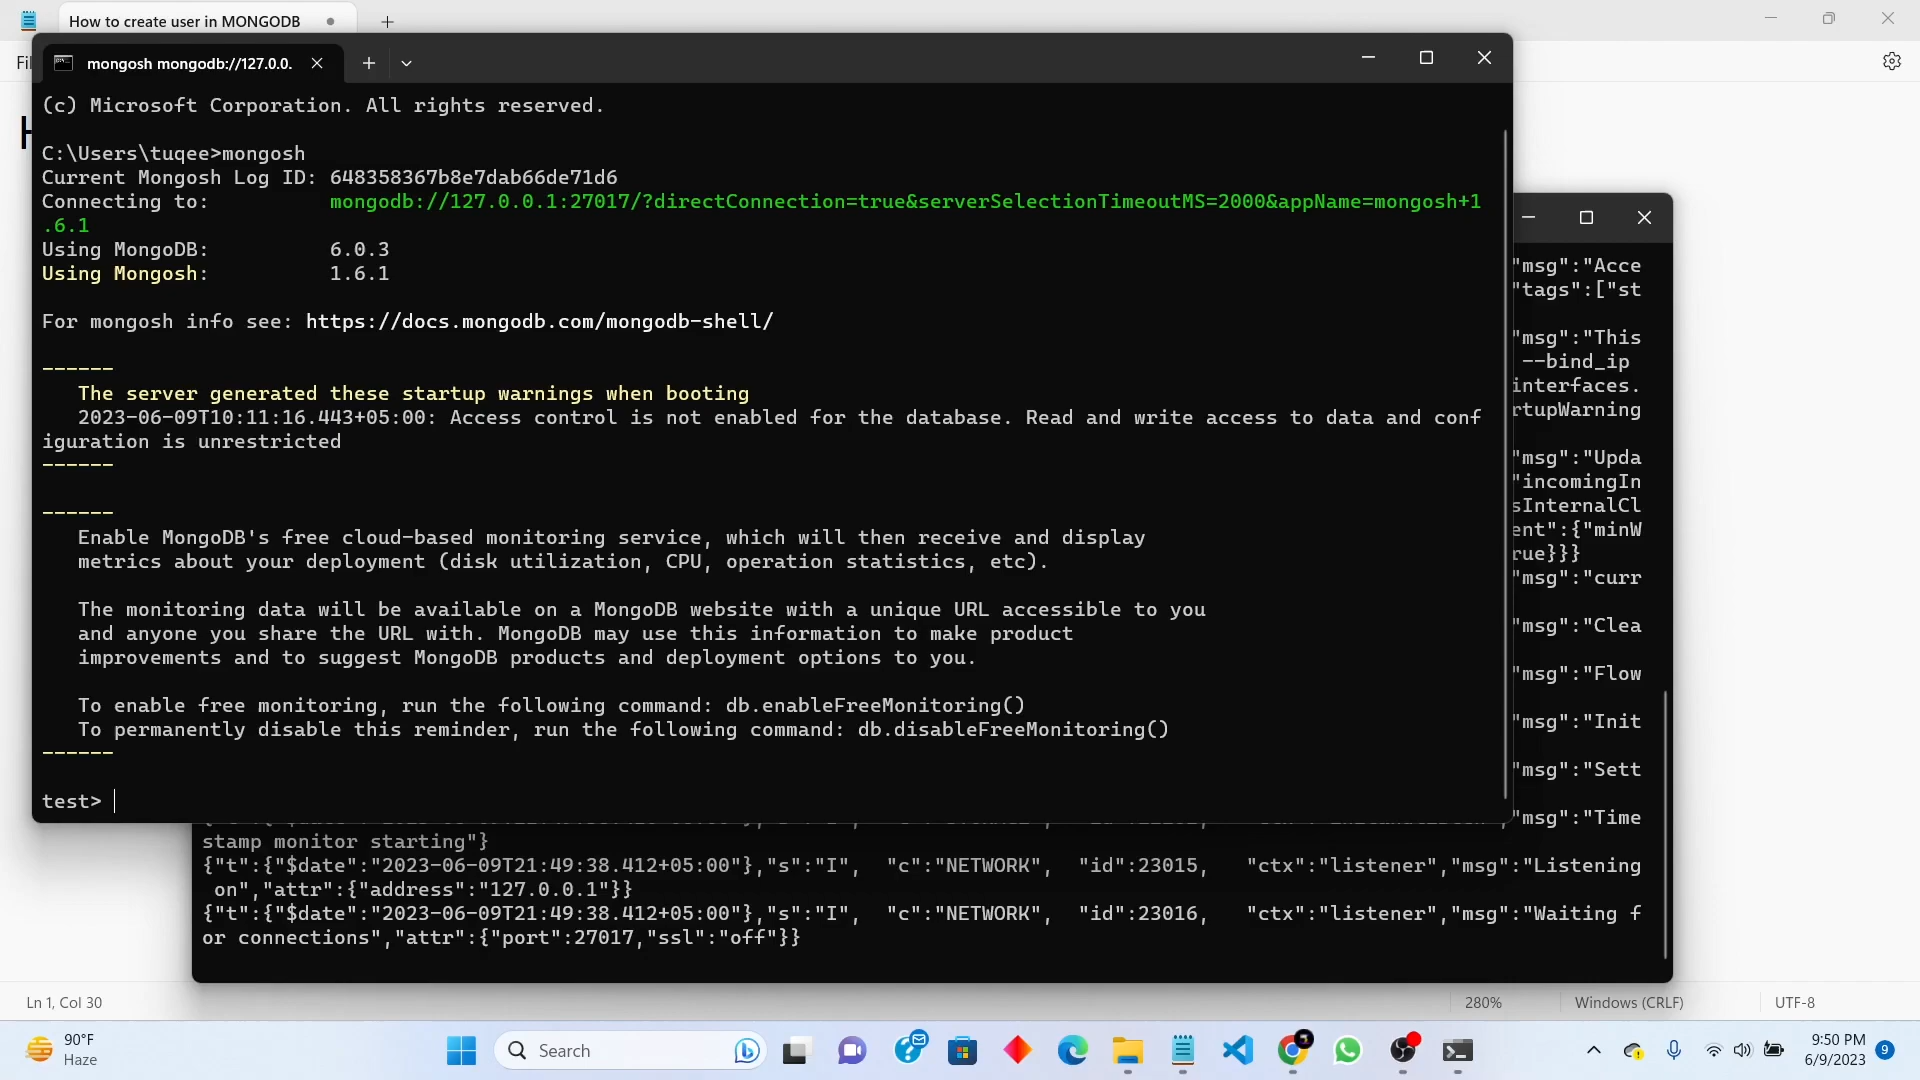 How to create user in MONGODB
Fil
H
mongosh mongodb://127.0.0.
(c) Microsoft Corporation. All rights reserved.
C:\Users\tuqee>mongosh
Current Mongosh Log ID: 648358367b8e7dab66de71d6
Connecting to: mongodb://127.0.0.1:27017/?directConnection=true&serverSelectionTimeoutMS=2000&appName=mongosh+1
.6.1
Using MongoDB: 6.0.3
Using Mongosh: 1.6.1
For mongosh info see: https://docs.mongodb.com/mongodb-shell/
------
The server generated these startup warnings when booting
2023-06-09T10:11:16.443+05:00: Access control is not enabled for the database. Read and write access to data and conf
iguration is unrestricted
------
------
Enable MongoDB's free cloud-based monitoring service, which will then receive and display
metrics about your deployment (disk utilization, CPU, operation statistics, etc).
The monitoring data will be available on a MongoDB website with a unique URL accessible to you
and anyone you share the URL with. MongoDB may use this information to make product
improvements and to suggest MongoDB products and deployment options to you.
To enable free monitoring, run the following command: db.enableFreeMonitoring()
To permanently disable this reminder, run the following command: db.disableFreeMonitoring()
------
test>
"msg":"Acce
"tags":["st
"msg":"This
--bind_ip
interfaces.
rtupWarning
"msg":"Upda
"incomingIn
sInternalCl
ent":{"minW
rue}}}
"msg":"curr
"msg":"Clea
"msg":"Flow
"msg":"Init
"msg":"Sett
"msg":"Time
stamp monitor starting"}
{"t":{"$date":"2023-06-09T21:49:38.412+05:00"},"s":"I", "c":"NETWORK", "id":23015, "ctx":"listener","msg":"Listening
on","attr":{"address":"127.0.0.1"}}
{"t":{"$date":"2023-06-09T21:49:38.412+05:00"},"s":"I", "c":"NETWORK", "id":23016, "ctx":"listener","msg":"Waiting f
or connections","attr":{"port":27017,"ssl":"off"}}
Ln 1, Col 30
280%
Windows (CRLF)
UTF-8
90°F
Haze
Search
9:50 PM
6/9/2023
9